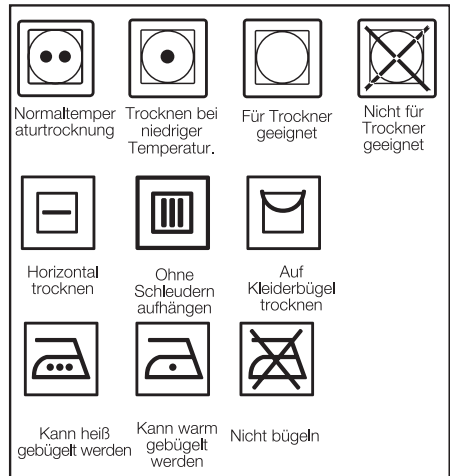 Normaltemper
aturtrocknung
Trocknen bei
niedriger
Temperatur.
Für Trockner
geeignet
Nicht für
Trockner
geeignet
Horizontal
trocknen
Ohne
Schleudern
aufhängen
Auf
Kleiderbügel
trocknen
Kann heiß
gebügelt werden
Kann warm
gebügelt
werden
Nicht bügeln